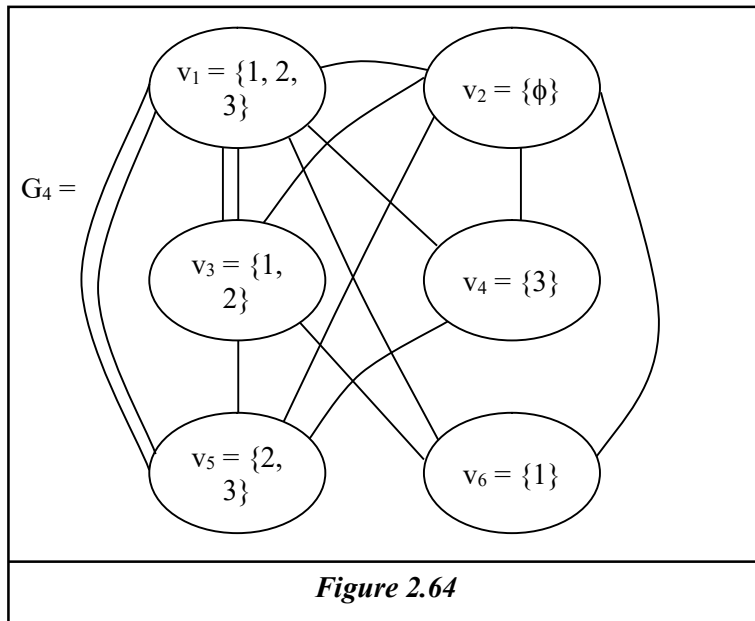 v₁ = {1, 2,
3}
v₂ = {ϕ}
G₄ =
v₃ = {1,
2}
v₄ = {3}
v₅ = {2,
3}
v₆ = {1}
Figure 2.64